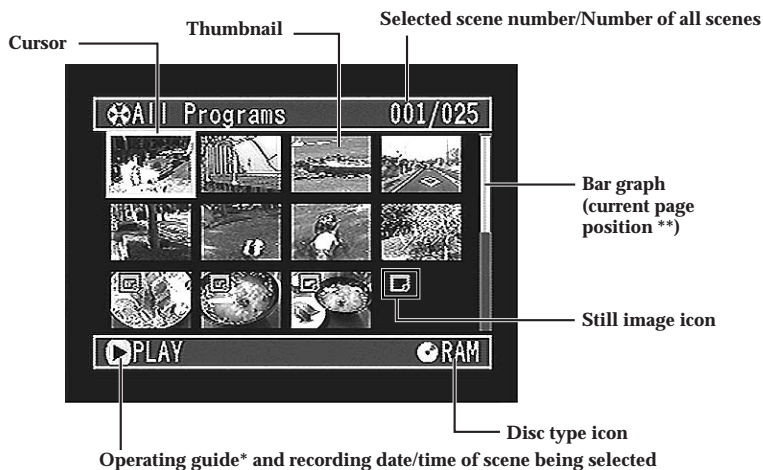 Selected scene number/Number of all scenes
Thumbnail
Cursor
All Programs 001/025
Bar graph
(current page
position **)
Still image icon
PLAY RAM
Disc type icon
Operating guide* and recording date/time of scene being selected